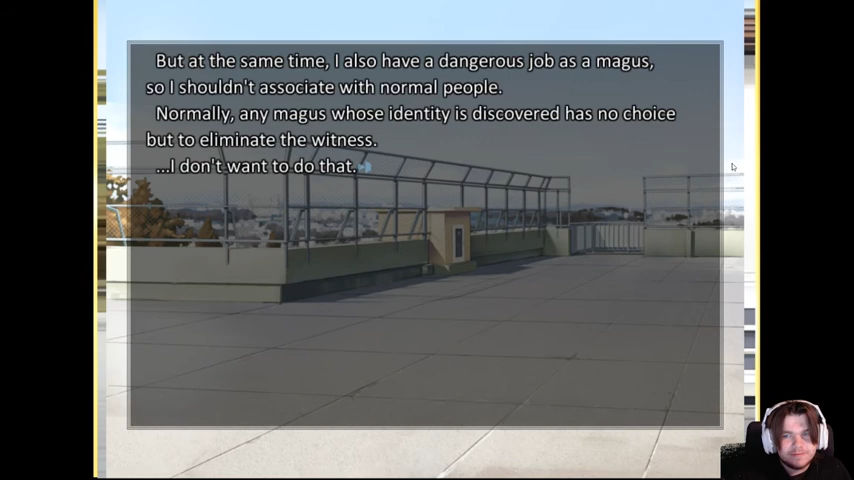 But at the same time, I also have a dangerous job as a magus,
so I shouldn't associate with normal people.
Normally, any magus whose identity is discovered has no choice
but to eliminate the witness.
...I don't want to do that.